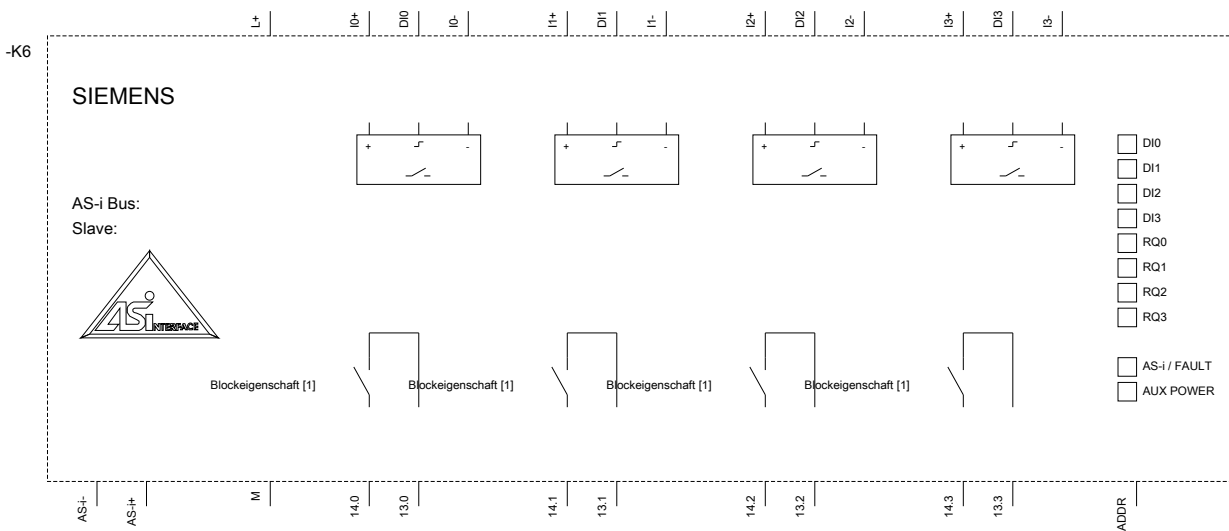 L+ I0+ DI0 I0- I1+ DI1 I1- I2+ DI2 I2- I3+ DI3 I3-
-K6
SIEMENS
+ - + - + - + -
DI0
DI1
DI2
DI3
RQ0
RQ1
RQ2
RQ3
AS-i Bus:
Slave:
ASi INTERFACE
AS-i / FAULT
AUX POWER
Blockeigenschaft [1] Blockeigenschaft [1] Blockeigenschaft [1] Blockeigenschaft [1]
AS-i- AS-i+ M 14.0 13.0 14.1 13.1 14.2 13.2 14.3 13.3 ADDR